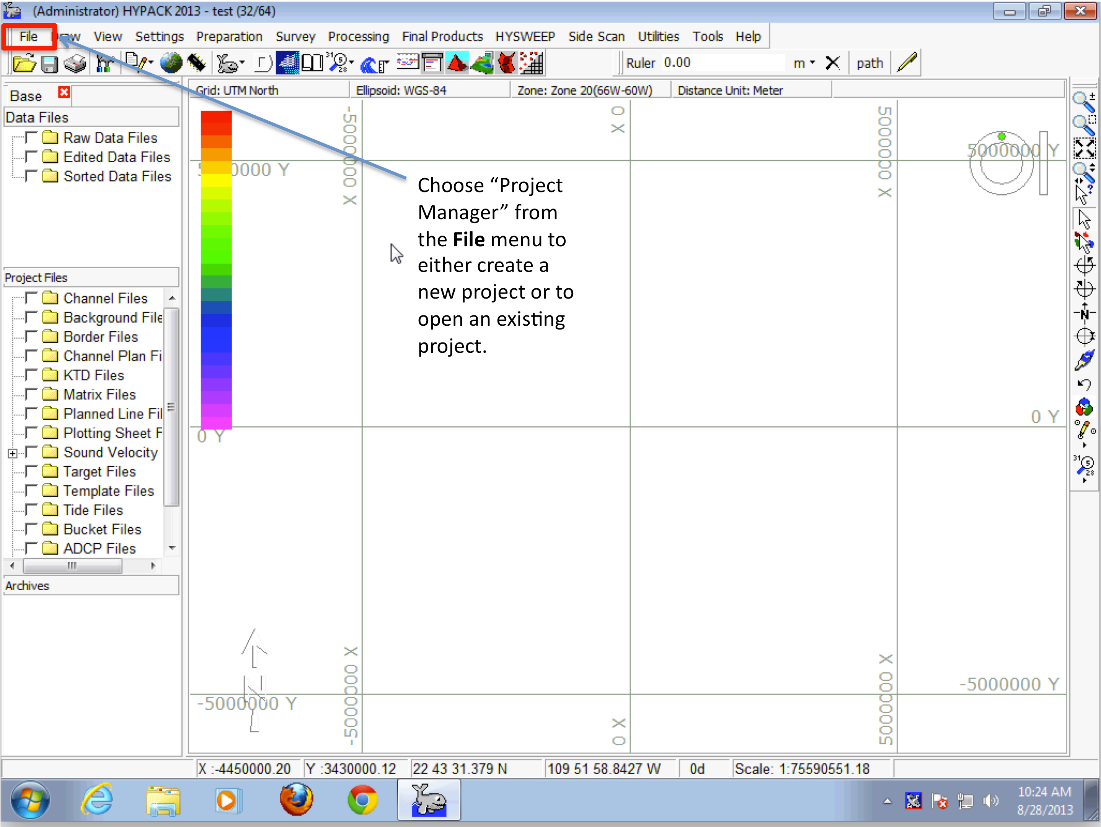 (Administrator) HYPACK 2013 - test (32/64)
File View Settings Preparation Survey Processing Final Products HYSWEEP Side Scan Utilities Tools Help
Ruler 0.00 m path
Base
Grid: UTM North Ellipsoid: WGS-84 Zone: Zone 20(66W-60W) Distance Unit: Meter
Data Files
Raw Data Files
Edited Data Files
Sorted Data Files
-5000000 X
0 X
5000000 X
5000000 Y
5000000 Y
Choose “Project
Manager” from
the File menu to
either create a
new project or to
open an existing
project.
Project Files
Channel Files
Background File
Border Files
Channel Plan Fi
KTD Files
Matrix Files
Planned Line Fil
Plotting Sheet F
Sound Velocity
Target Files
Template Files
Tide Files
Bucket Files
ADCP Files
0 Y
0 Y
N
Archives
-5000000 Y
-5000000 Y
-5000000 X
0 X
5000000 X
X :-4450000.20 Y :3430000.12 22 43 31.379 N 109 51 58.8427 W 0d Scale: 1:75590551.18
10:24 AM
8/28/2013